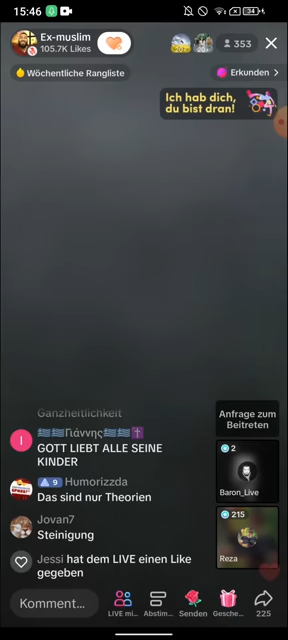 15:46
34
Ex-muslim
105.7K Likes
353
Wöchentliche Rangliste
Erkunden
Ich hab dich,
du bist dran!
Ganzheitlichkeit
Γιάννης
GOTT LIEBT ALLE SEINE
KINDER
Anfrage zum
Beitreten
9 Humorizzda
Das sind nur Theorien
2
Baron_Live
Jovan7
Steinigung
215
Reza
Jessi hat dem LIVE einen Like
gegeben
Komment...
LIVE mi...
Abstim...
Senden
Gesche...
225